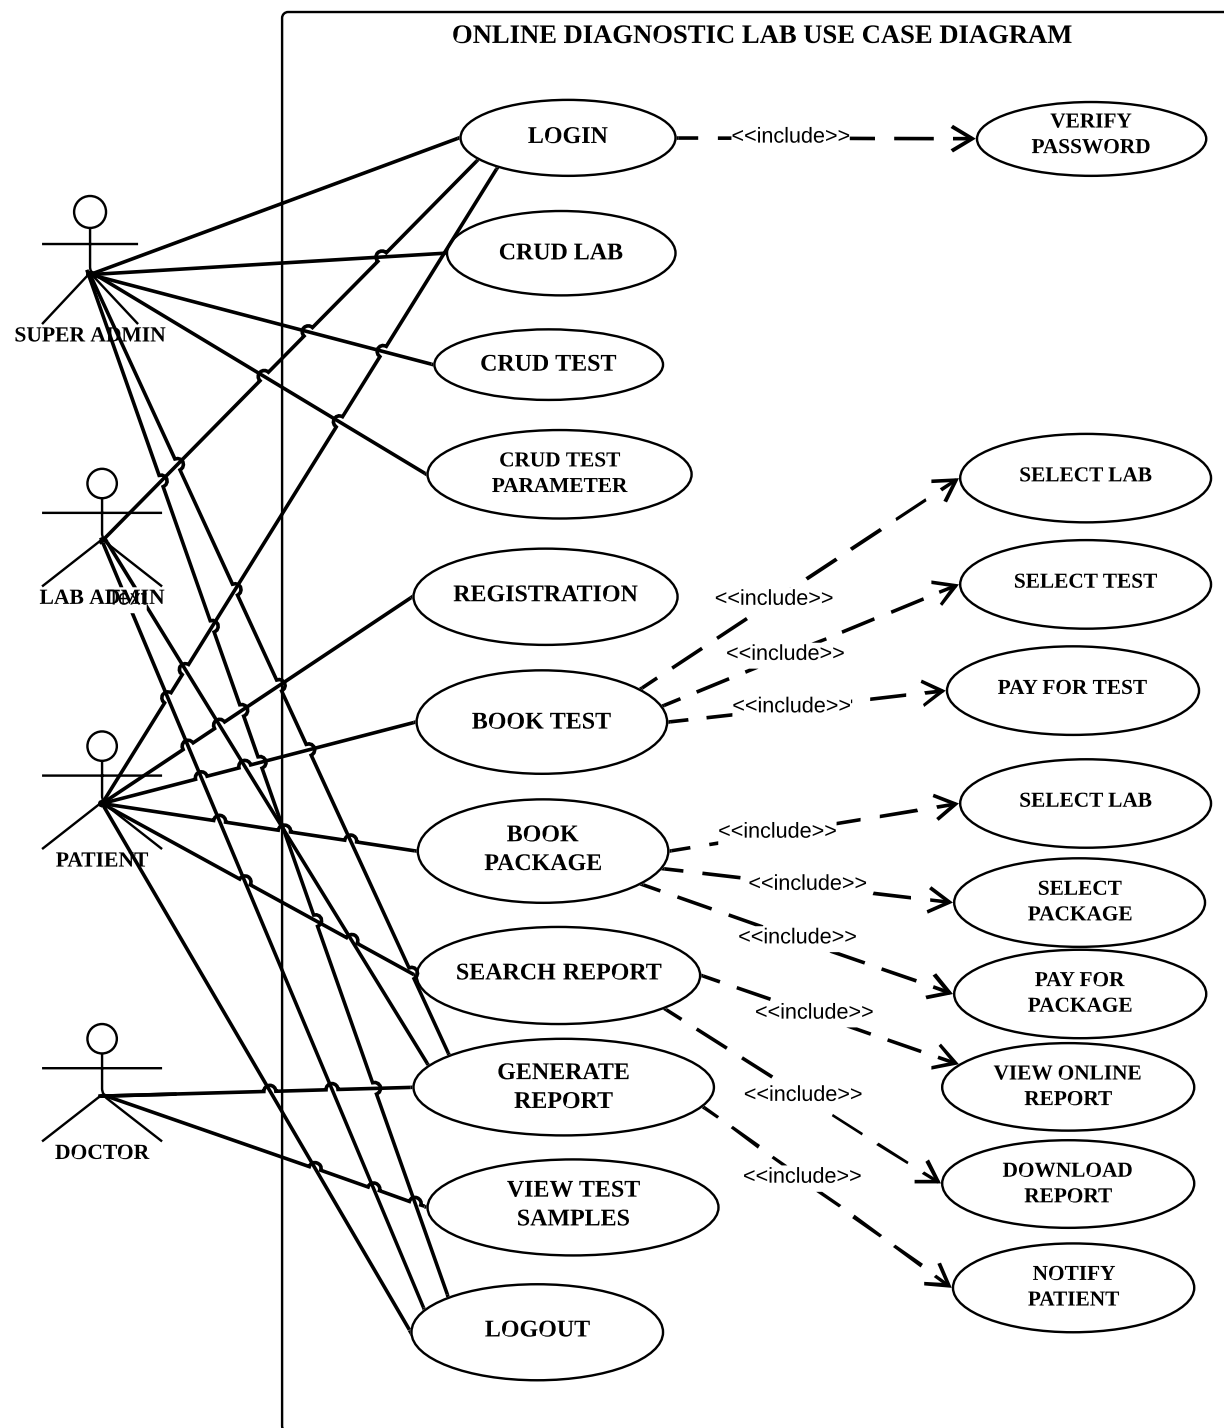 ONLINE DIAGNOSTIC LAB USE CASE DIAGRAM
LOGIN
<<include>>
VERIFY
PASSWORD
CRUD LAB
SUPER ADMIN
CRUD TEST
CRUD TEST
PARAMETER
SELECT LAB
LAB ADMIN
Text
REGISTRATION
<<include>>
SELECT TEST
<<include>>
BOOK TEST
<<include>>
PAY FOR TEST
SELECT LAB
PATIENT
BOOK
PACKAGE
<<include>>
<<include>>
SELECT
PACKAGE
<<include>>
SEARCH REPORT
PAY FOR
PACKAGE
<<include>>
GENERATE
REPORT
<<include>>
VIEW ONLINE
REPORT
DOCTOR
<<include>>
DOWNLOAD
REPORT
VIEW TEST
SAMPLES
NOTIFY
PATIENT
LOGOUT